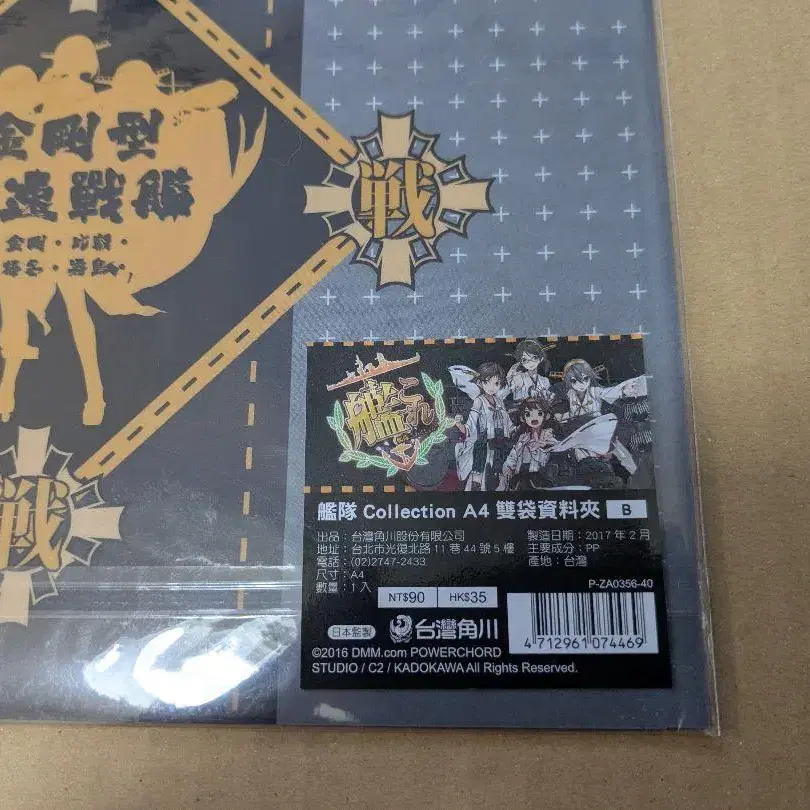 金剛型
速戰艦
金剛・比叡・
榛名・霧島
戦
戦
艦これ
艦隊 Collection A4 雙袋資料夾 B
出品：台灣角川股份有限公司
地址：台北市光復北路 11 巷 44 號 5 樓
電話：(02)2747-2433
尺寸：A4
數量：1入
製造日期：2017 年 2 月
主要成分：PP
產地：台灣
P-ZA0356-40
NT$90 HK$35
日本監製 台灣角川
4 712961 074469
©2016 DMM.com POWERCHORD
STUDIO / C2 / KADOKAWA All Rights Reserved.